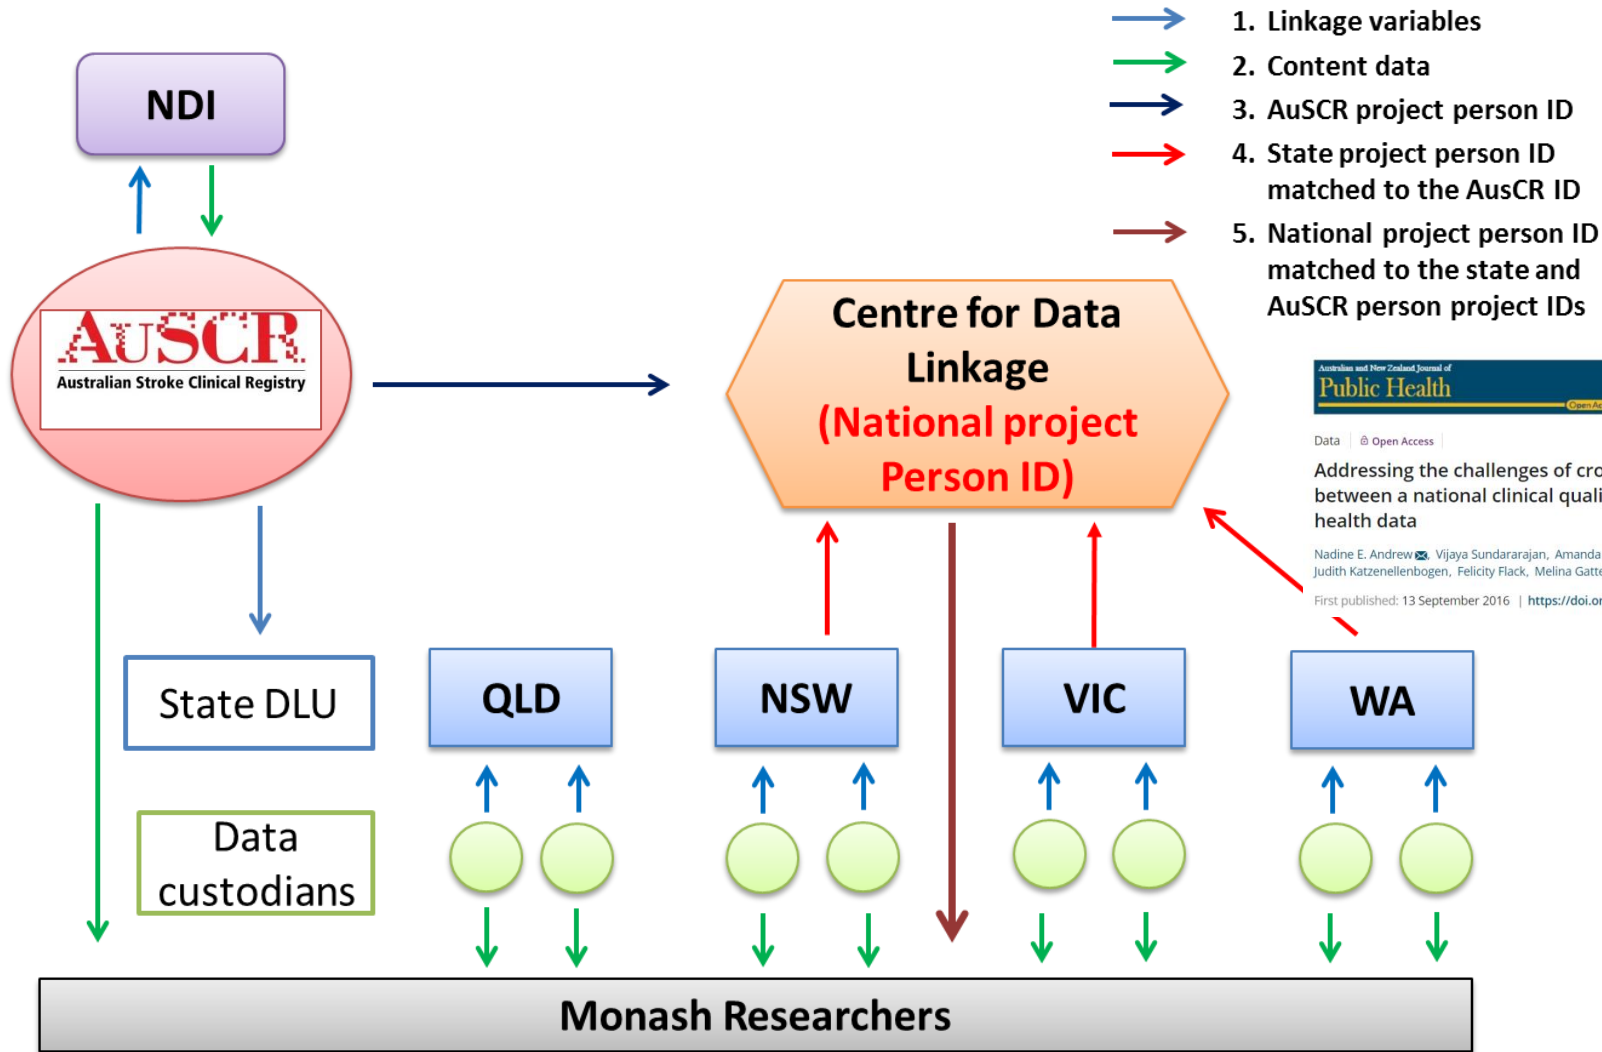 1. Linkage variables
2. Content data
3. AuSCR project person ID
4. State project person ID
matched to the AusCR ID
5. National project person ID
matched to the state and
AuSCR person project IDs
NDI
AuSCR
Australian Stroke Clinical Registry
Centre for Data
Linkage
(National project
Person ID)
Australian and New Zealand Journal of
Public Health
Open
Data
Open Access
Addressing the challenges of
between a national clinical
health data
Nadine E. Andrew, Vijaya Sundararajan, Amanda
Judith Katzenellenbogen, Felicity Flack, Melina
First published: 13 September 2016 | https://doi.or
State DLU
QLD
NSW
VIC
WA
Data
custodians
Monash Researchers